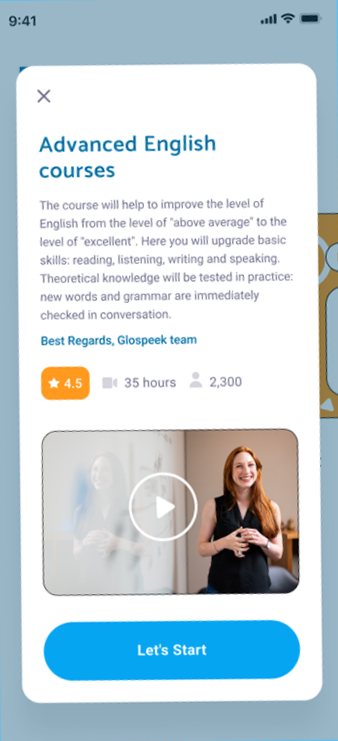 9:41
Advanced English
courses
The course will help to improve the level of
English from the level of "above average" to the
level of "excellent". Here you will upgrade basic
skills: reading, listening, writing and speaking.
Theoretical knowledge will be tested in practice:
new words and grammar are immediately
checked in conversation.
Best Regards, Glospeek team
4.5 35 hours 2,300
Let's Start